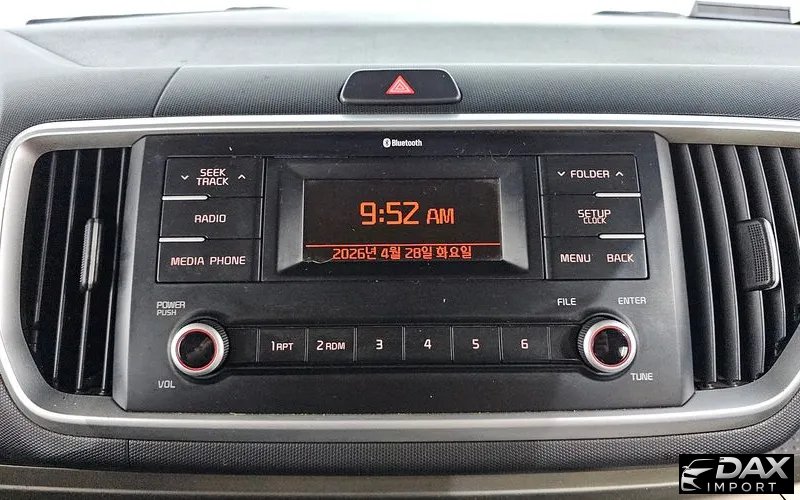 Bluetooth
SEEK
TRACK
FOLDER
9:52 AM
RADIO
SETUP
CLOCK
2026년 4월 28일 화요일
MEDIA PHONE
MENU BACK
POWER
PUSH
FILE ENTER
1 RPT 2 RDM 3 4 5 6
VOL
TUNE
DAX
IMPORT